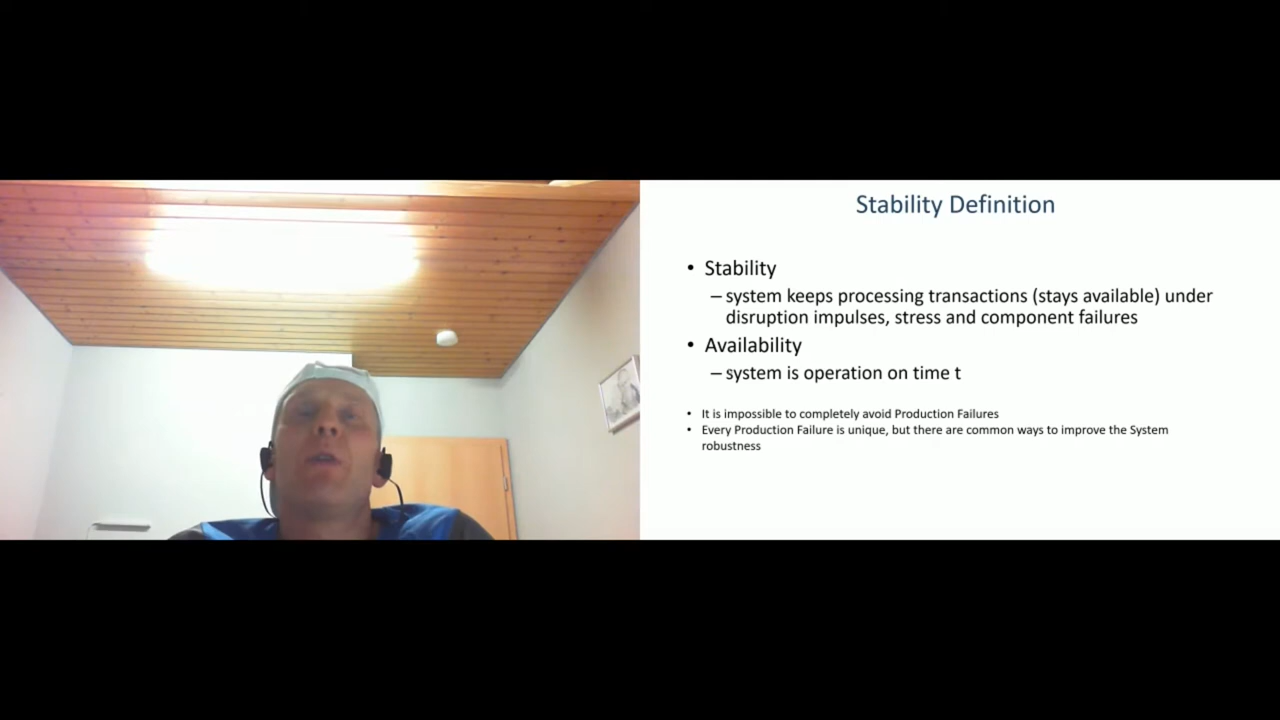 Stability Definition
• Stability
– system keeps processing transactions (stays available) under
disruption impulses, stress and component failures
• Availability
– system is operation on time t
• It is impossible to completely avoid Production Failures
• Every Production Failure is unique, but there are common ways to improve the System
robustness